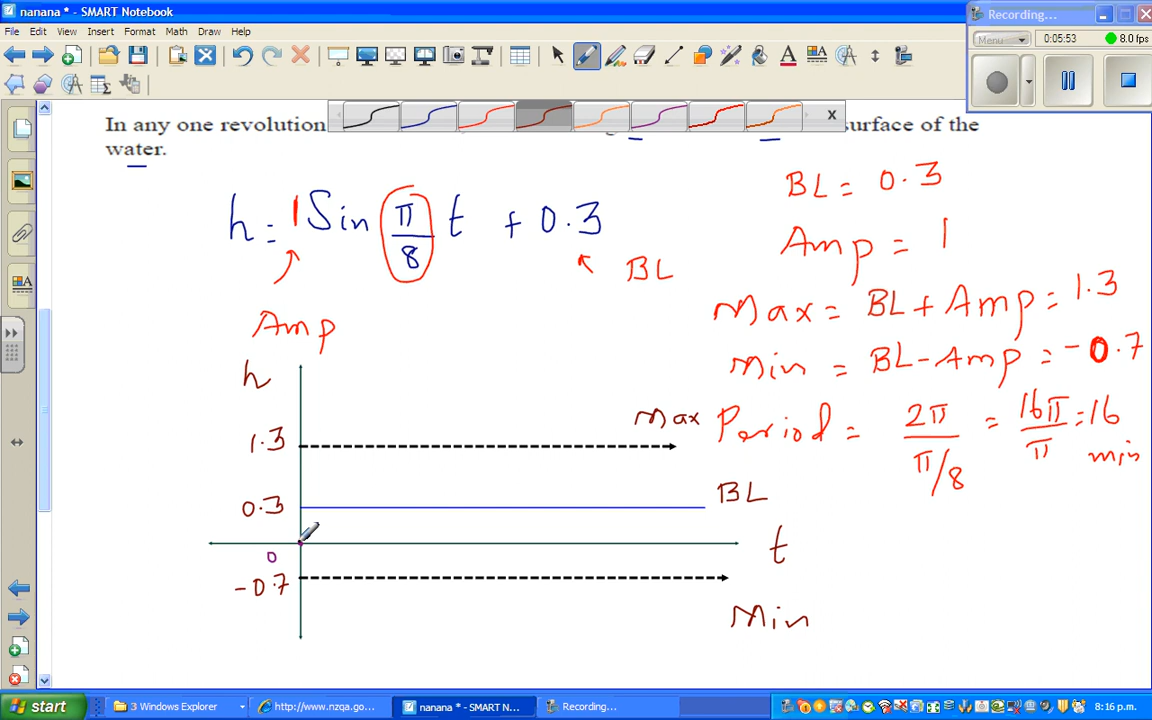 nanana * - SMART Notebook
Recording...
File Edit View Insert Format Math Draw Help
Menu
0:05:53
8.0 fps
In any one revolution
surface of the
water.
h = 1 Sin π/8 t + 0.3
BL
Amp
BL = 0.3
Amp = 1
Max = BL + Amp = 1.3
Min = BL - Amp = -0.7
Period = 2π / π/8 = 16π/π = 16 min
h
1.3
Max
0.3
BL
0
t
-0.7
Min
start
3 Windows Explorer
http://www.nzqa.go...
nanana * - SMART N...
Recording...
8:16 p.m.